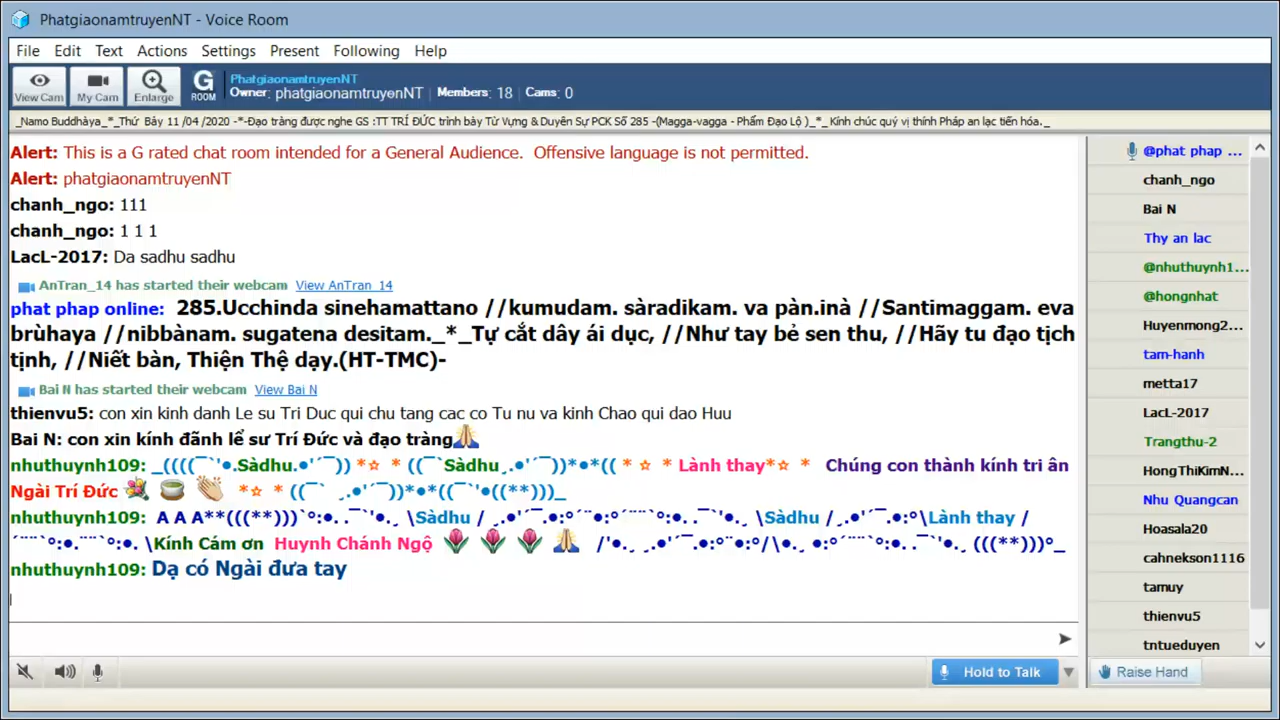 PhatgiaonamtruyenNT - Voice Room
File Edit Text Actions Settings Present Following Help
View Cam My Cam Enlarge G ROOM PhatgiaonamtruyenNT
Owner: phatgiaonamtruyenNT Members: 18 Cams: 0
_Namo Buddhàya_*_Thứ Bảy 11 /04 /2020 -*-Đạo tràng được nghe GS :TT TRÍ ĐỨC trình bày Từ Vựng & Duyên Sự PCK Số 285 -(Magga-vagga - Phẩm Đạo Lộ )_*_ Kính chúc quý vị thính Pháp an lạc tiến hóa._
Alert: This is a G rated chat room intended for a General Audience. Offensive language is not permitted.
Alert: phatgiaonamtruyenNT
chanh_ngo: 111
chanh_ngo: 1 1 1
LacL-2017: Da sadhu sadhu
AnTran_14 has started their webcam View AnTran_14
phat phap online: 285.Ucchinda sinehamattano //kumudam. sàradikam. va pàn.inà //Santimaggam. eva
brùhaya //nibbànam. sugatena desitam._*_Tự cắt dây ái dục, //Như tay bẻ sen thu, //Hãy tu đạo tịch
tịnh, //Niết bàn, Thiện Thệ dạy.(HT-TMC)-
Bai N has started their webcam View Bai N
thienvu5: con xin kinh danh Le su Tri Duc qui chu tang cac co Tu nu va kinh Chao qui dao Huu
Bai N: con xin kính đãnh lể sư Trí Đức và đạo tràng
nhuthuynh109: _((((¯`'●.Sàdhu.●'´¯)) *☆ * ((¯`Sàdhu¸.●'´¯))*●*(( * ☆ * Lành thay*☆ * Chúng con thành kính tri ân
Ngài Trí Đức *☆ * ((¯` ¸.●'´¯))*●*((¯`'●((**)))_
nhuthuynh109: A A A**(((**)))`°:●. .¯`'●.¸ \Sàdhu / ¸.●'´¯.●:°´¨●:°´¨¨`°:●. .¯`'●.¸ \Sàdhu /¸.●'´¯.●:°\Lành thay /
´¨¨`°:●.¨¨`°:●. \Kính Cám ơn Huynh Chánh Ngộ /'●.¸ ¸.●'´¯.●:°¨●:°/\●.¸ ●:°´¨¨`°:●. .¯`'●.¸ (((**)))°_
nhuthuynh109: Dạ có Ngài đưa tay
@phat phap ...
chanh_ngo
Bai N
Thy an lac
@nhuthuynh1...
@hongnhat
Huyenmong2...
tam-hanh
metta17
LacL-2017
Trangthu-2
HongThiKimN...
Nhu Quangcan
Hoasala20
cahnekson1116
tamuy
thienvu5
tntueduyen
Hold to Talk Raise Hand